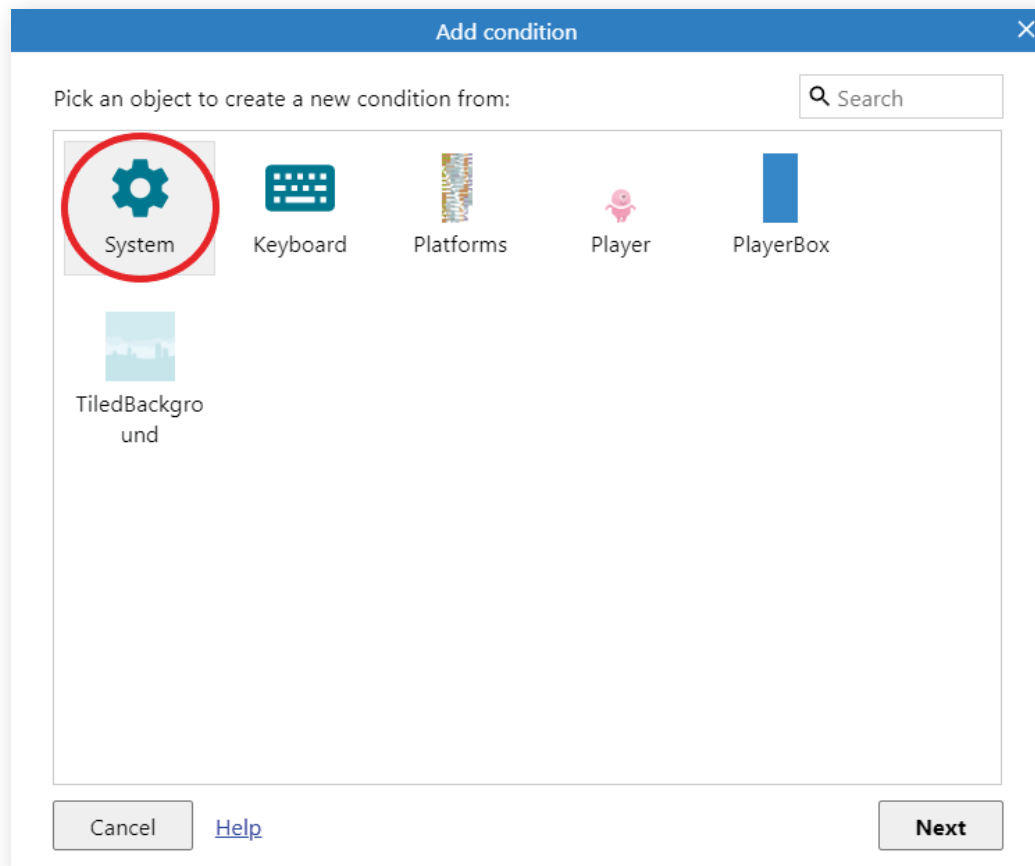 Add condition
Pick an object to create a new condition from:
Search
System
Keyboard
Platforms
Player
PlayerBox
TiledBackgro
und
Cancel
Help
Next